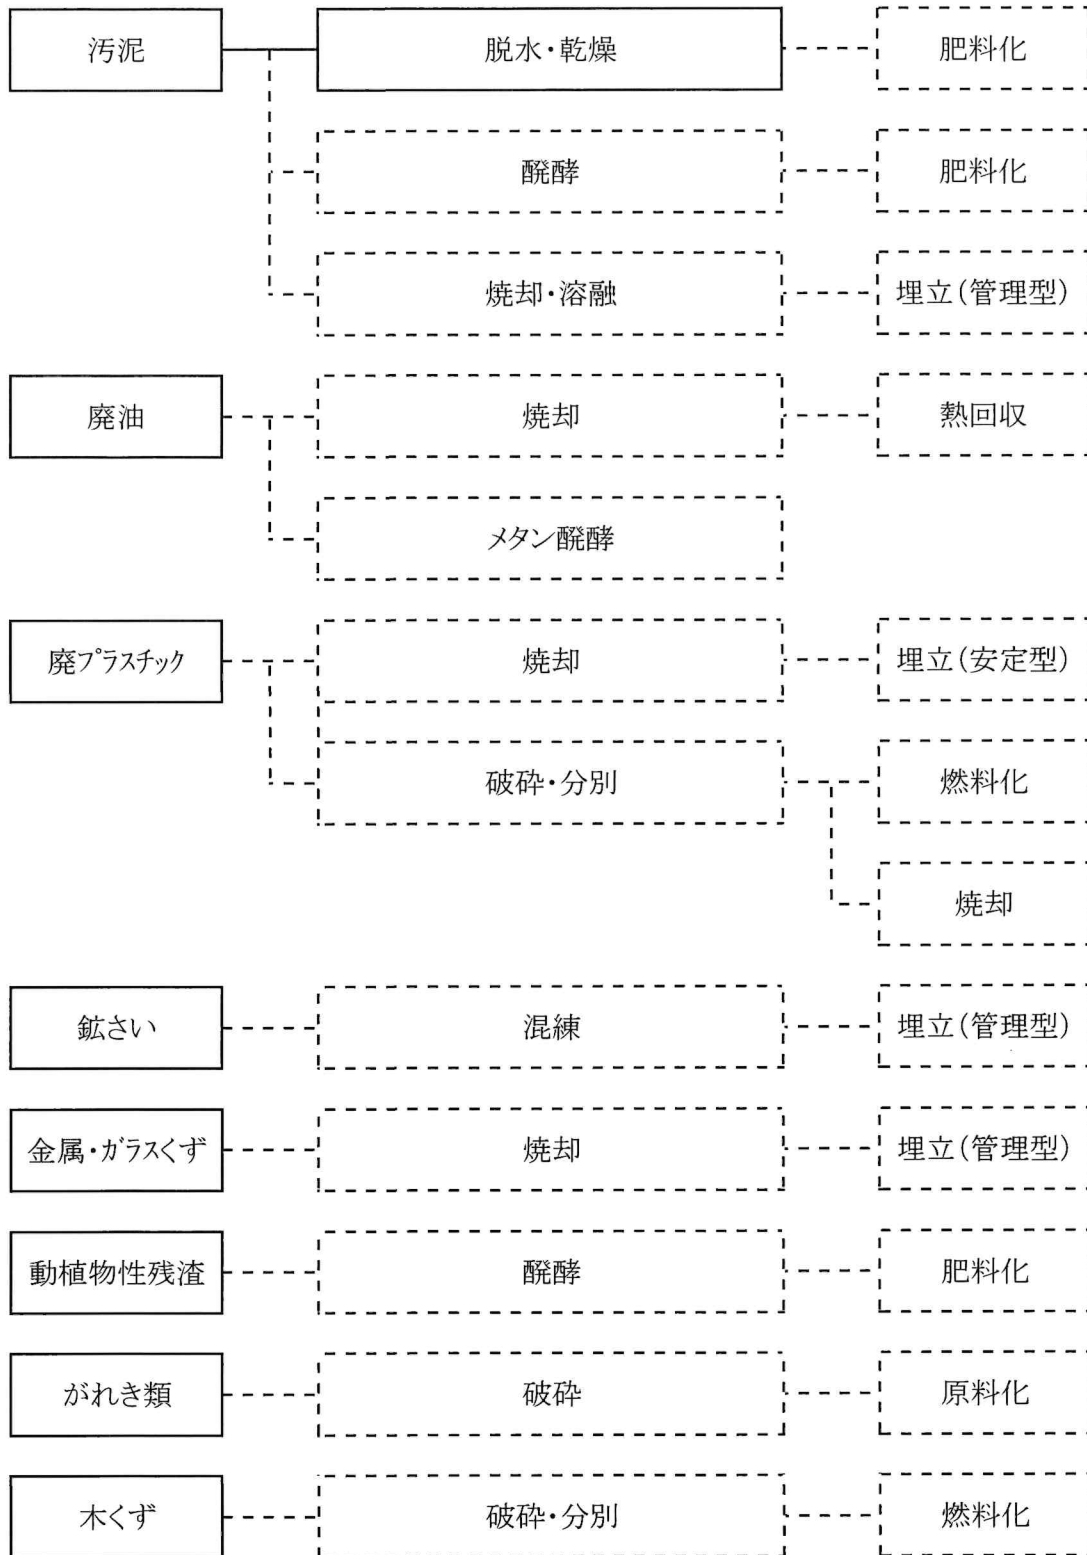 汚泥 脱水・乾燥 肥料化
醗酵 肥料化
焼却・溶融 埋立(管理型)
廃油 焼却 熱回収
メタン醗酵
廃プラスチック 焼却 埋立(安定型)
破砕・分別 燃料化
焼却
鉱さい 混練 埋立(管理型)
金属・ガラスくず 焼却 埋立(管理型)
動植物性残渣 醗酵 肥料化
がれき類 破砕 原料化
木くず 破砕・分別 燃料化